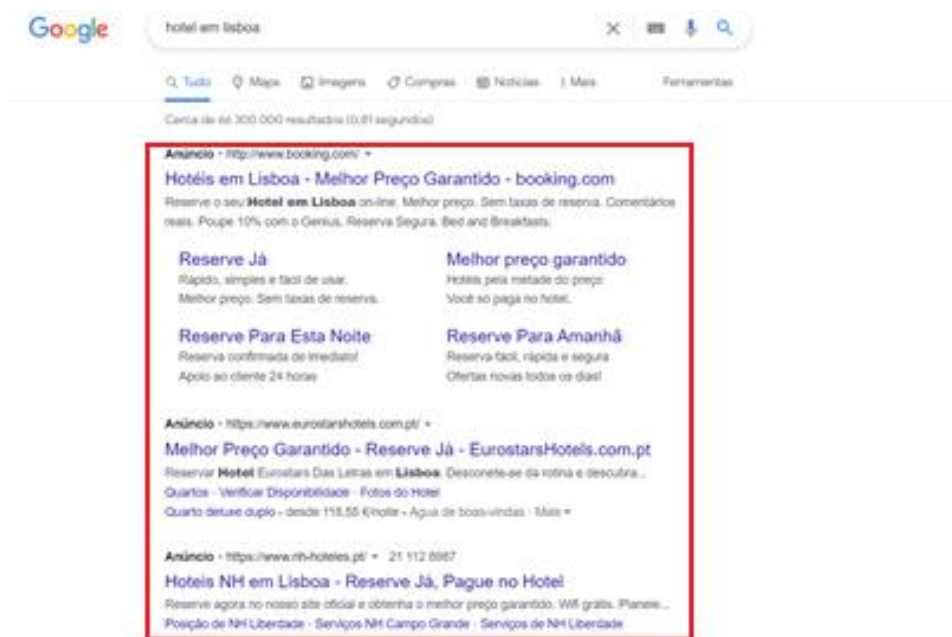 Google
hotel em lisboa
Tudo Mapa Imagens Compras Notícias Mais Ferramentas
Cerca de 300 000 resultados (0,81 segundos)
Anúncio · http://www.booking.com/
Hotéis em Lisboa - Melhor Preço Garantido - booking.com
Reserve o seu Hotel em Lisboa on-line. Melhor preço. Sem taxas de reserva. Comentários
reais. Poupe 10% com o Genius. Reserva Segura. Bed and Breakfasts.
Reserve Já Melhor preço garantido
Rápido, simples e fácil de usar. Hotéis pela metade do preço
Melhor preço. Sem taxas de reserva. Você só paga no hotel.
Reserve Para Esta Noite Reserve Para Amanhã
Reserva confirmada de imediato! Reserva fácil, rápida e segura
Apoio ao cliente 24 horas Ofertas novas todos os dias!
Anúncio · https://www.eurostarshotels.com.pt/
Melhor Preço Garantido - Reserve Já - EurostarsHotels.com.pt
Reservar Hotel Eurostars Das Letras em Lisboa. Desconete-se da rotina e descubra...
Quartos · Verificar Disponibilidade · Fotos do Hotel
Quarto deluxe duplo - desde 118,55 €/noite - Água de boas-vindas · Mais
Anúncio · https://www.nh-hoteles.pt/ 21 112 8987
Hoteis NH em Lisboa - Reserve Já, Pague no Hotel
Reserve agora no nosso site oficial e obtenha o melhor preço garantido. Wifi grátis. Planeie...
Posição de NH Liberdade · Serviços NH Campo Grande · Serviços de NH Liberdade